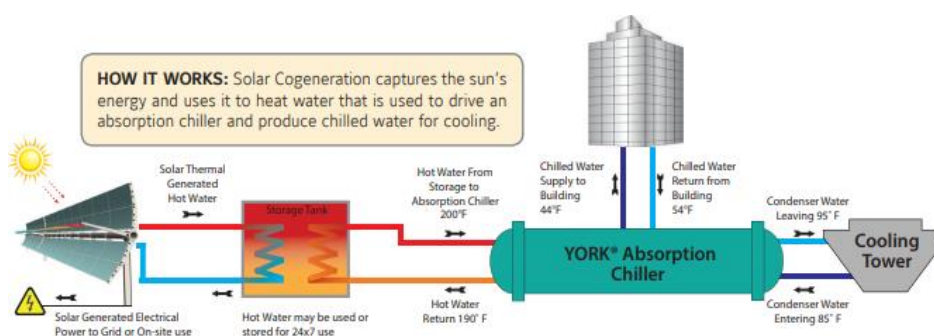 HOW IT WORKS: Solar Cogeneration captures the sun's
energy and uses it to heat water that is used to drive an
absorption chiller and produce chilled water for cooling.
Solar Thermal
Generated
Hot Water
Storage Tank
Hot Water From
Storage to
Absorption Chiller
200°F
Chilled Water
Supply to
Building
44°F
Chilled Water
Return from
Building
54°F
Condenser Water
Leaving 95° F
YORK® Absorption
Chiller
Cooling
Tower
Solar Generated Electrical
Power to Grid or On-site use
Hot Water may be used or
stored for 24x7 use
Hot Water
Return 190° F
Condenser Water
Entering 85° F